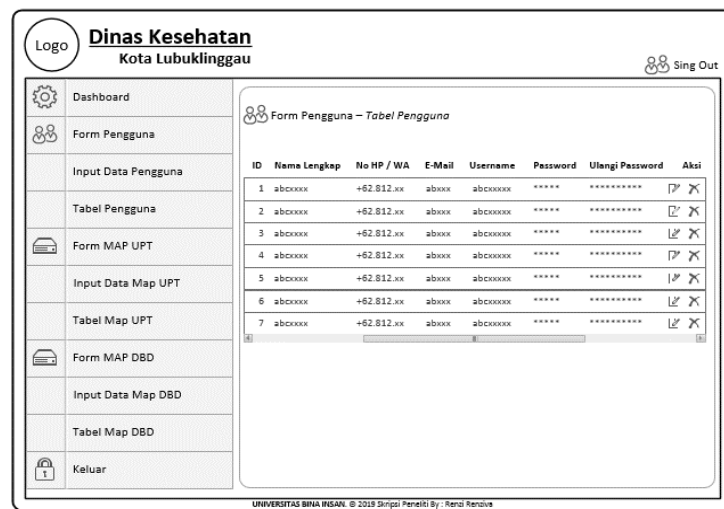 Logo
Dinas Kesehatan
Kota Lubuklinggau
Sing Out
Dashboard
Form Pengguna
Input Data Pengguna
Tabel Pengguna
Form MAP UPT
Input Data Map UPT
Tabel Map UPT
Form MAP DBD
Input Data Map DBD
Tabel Map DBD
Keluar
Form Pengguna – Tabel Pengguna
ID Nama Lengkap No HP / WA E-Mail Username Password Ulangi Password Aksi
1 abcxxxx +62.812.xx abxxx abcxxxxx ***** **********
2 abcxxxx +62.812.xx abxxx abcxxxxx ***** **********
3 abcxxxx +62.812.xx abxxx abcxxxxx ***** **********
4 abcxxxx +62.812.xx abxxx abcxxxxx ***** **********
5 abcxxxx +62.812.xx abxxx abcxxxxx ***** **********
6 abcxxxx +62.812.xx abxxx abcxxxxx ***** **********
7 abcxxxx +62.812.xx abxxx abcxxxxx ***** **********
UNIVERSITAS BINA INSAN. @ 2019 Skripsi Peneliti By : Renzi Renziva